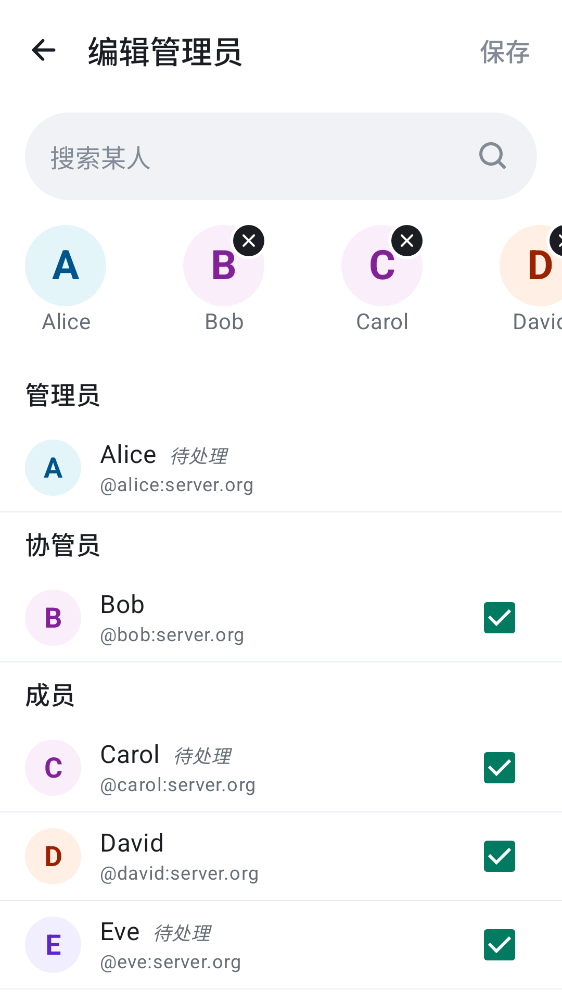 编辑管理员 保存
搜索某人
A B C D
Alice Bob Carol Davi
管理员
A Alice 待处理
@alice:server.org
协管员
B Bob
@bob:server.org
成员
C Carol 待处理
@carol:server.org
D David
@david:server.org
E Eve 待处理
@eve:server.org